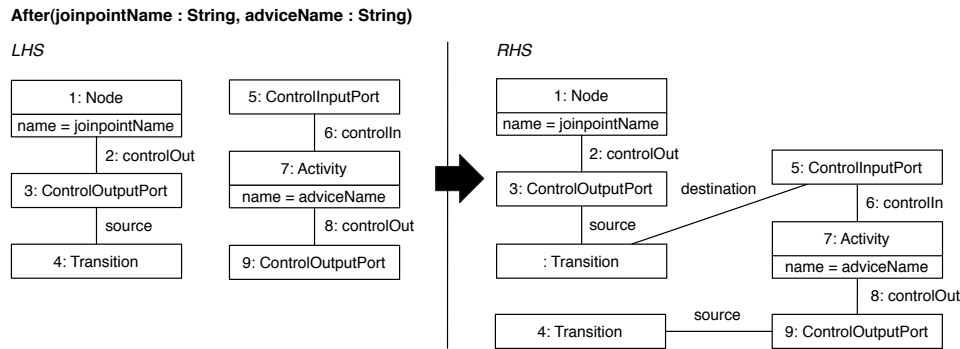 After(joinpointName : String, adviceName : String)
LHS
1: Node
name = joinpointName
2: controlOut
3: ControlOutputPort
source
4: Transition
5: ControlInputPort
6: controlIn
7: Activity
name = adviceName
8: controlOut
9: ControlOutputPort
RHS
1: Node
name = joinpointName
2: controlOut
3: ControlOutputPort
source
: Transition
destination
5: ControlInputPort
6: controlIn
7: Activity
name = adviceName
8: controlOut
4: Transition
source
9: ControlOutputPort